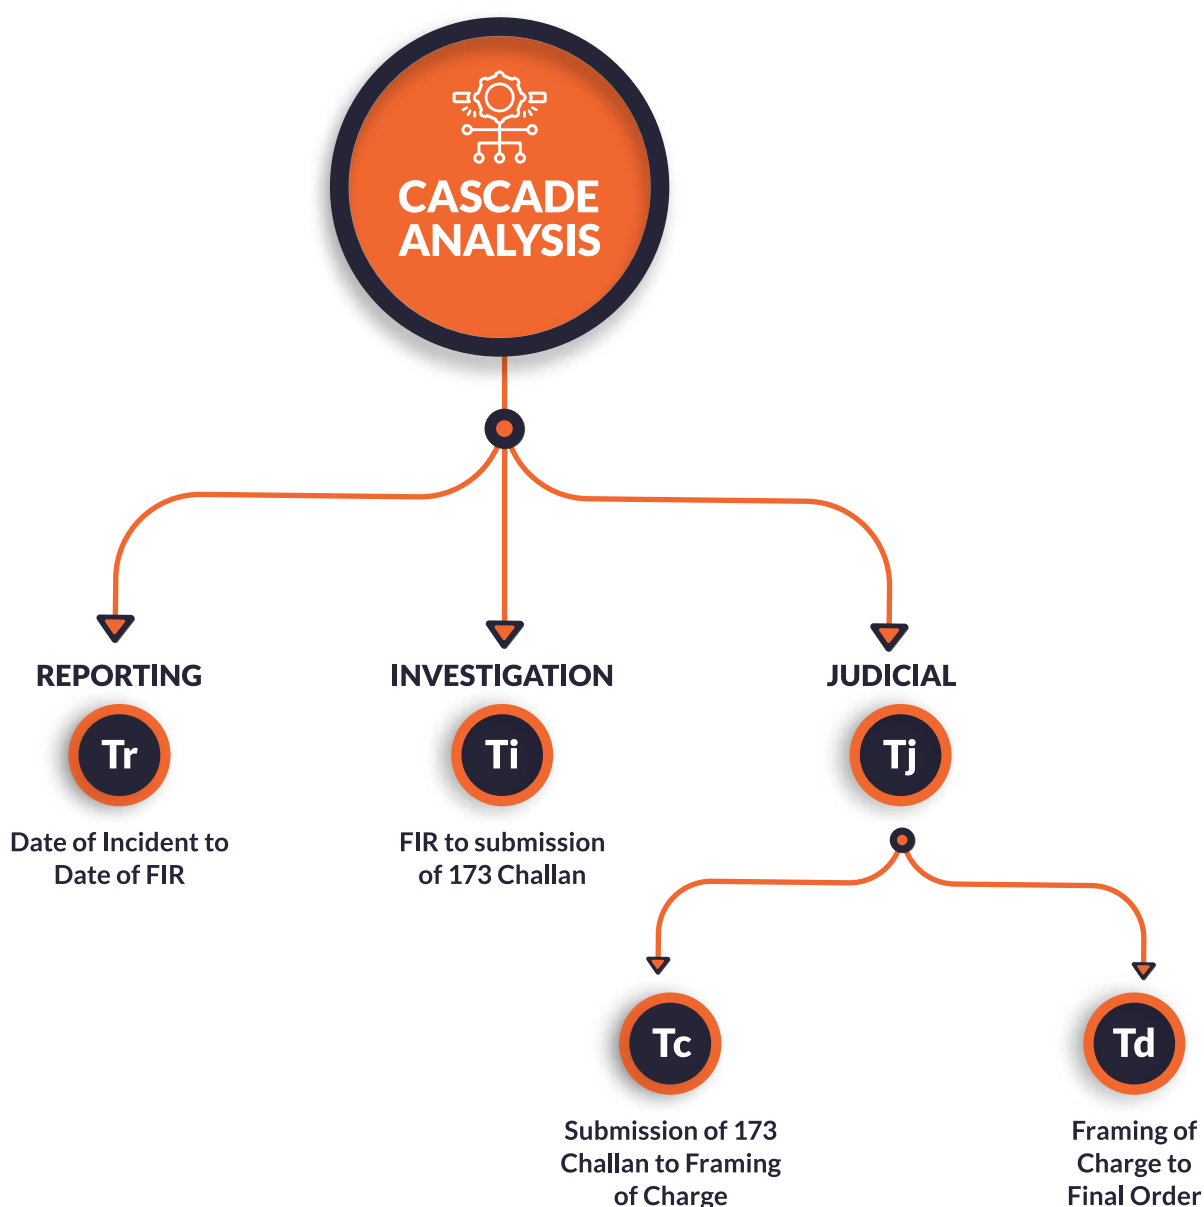 CASCADE
ANALYSIS
REPORTING
Tr
Date of Incident to
Date of FIR
INVESTIGATION
Ti
FIR to submission
of 173 Challan
JUDICIAL
Tj
Tc
Submission of 173
Challan to Framing
of Charge
Td
Framing of
Charge to
Final Order